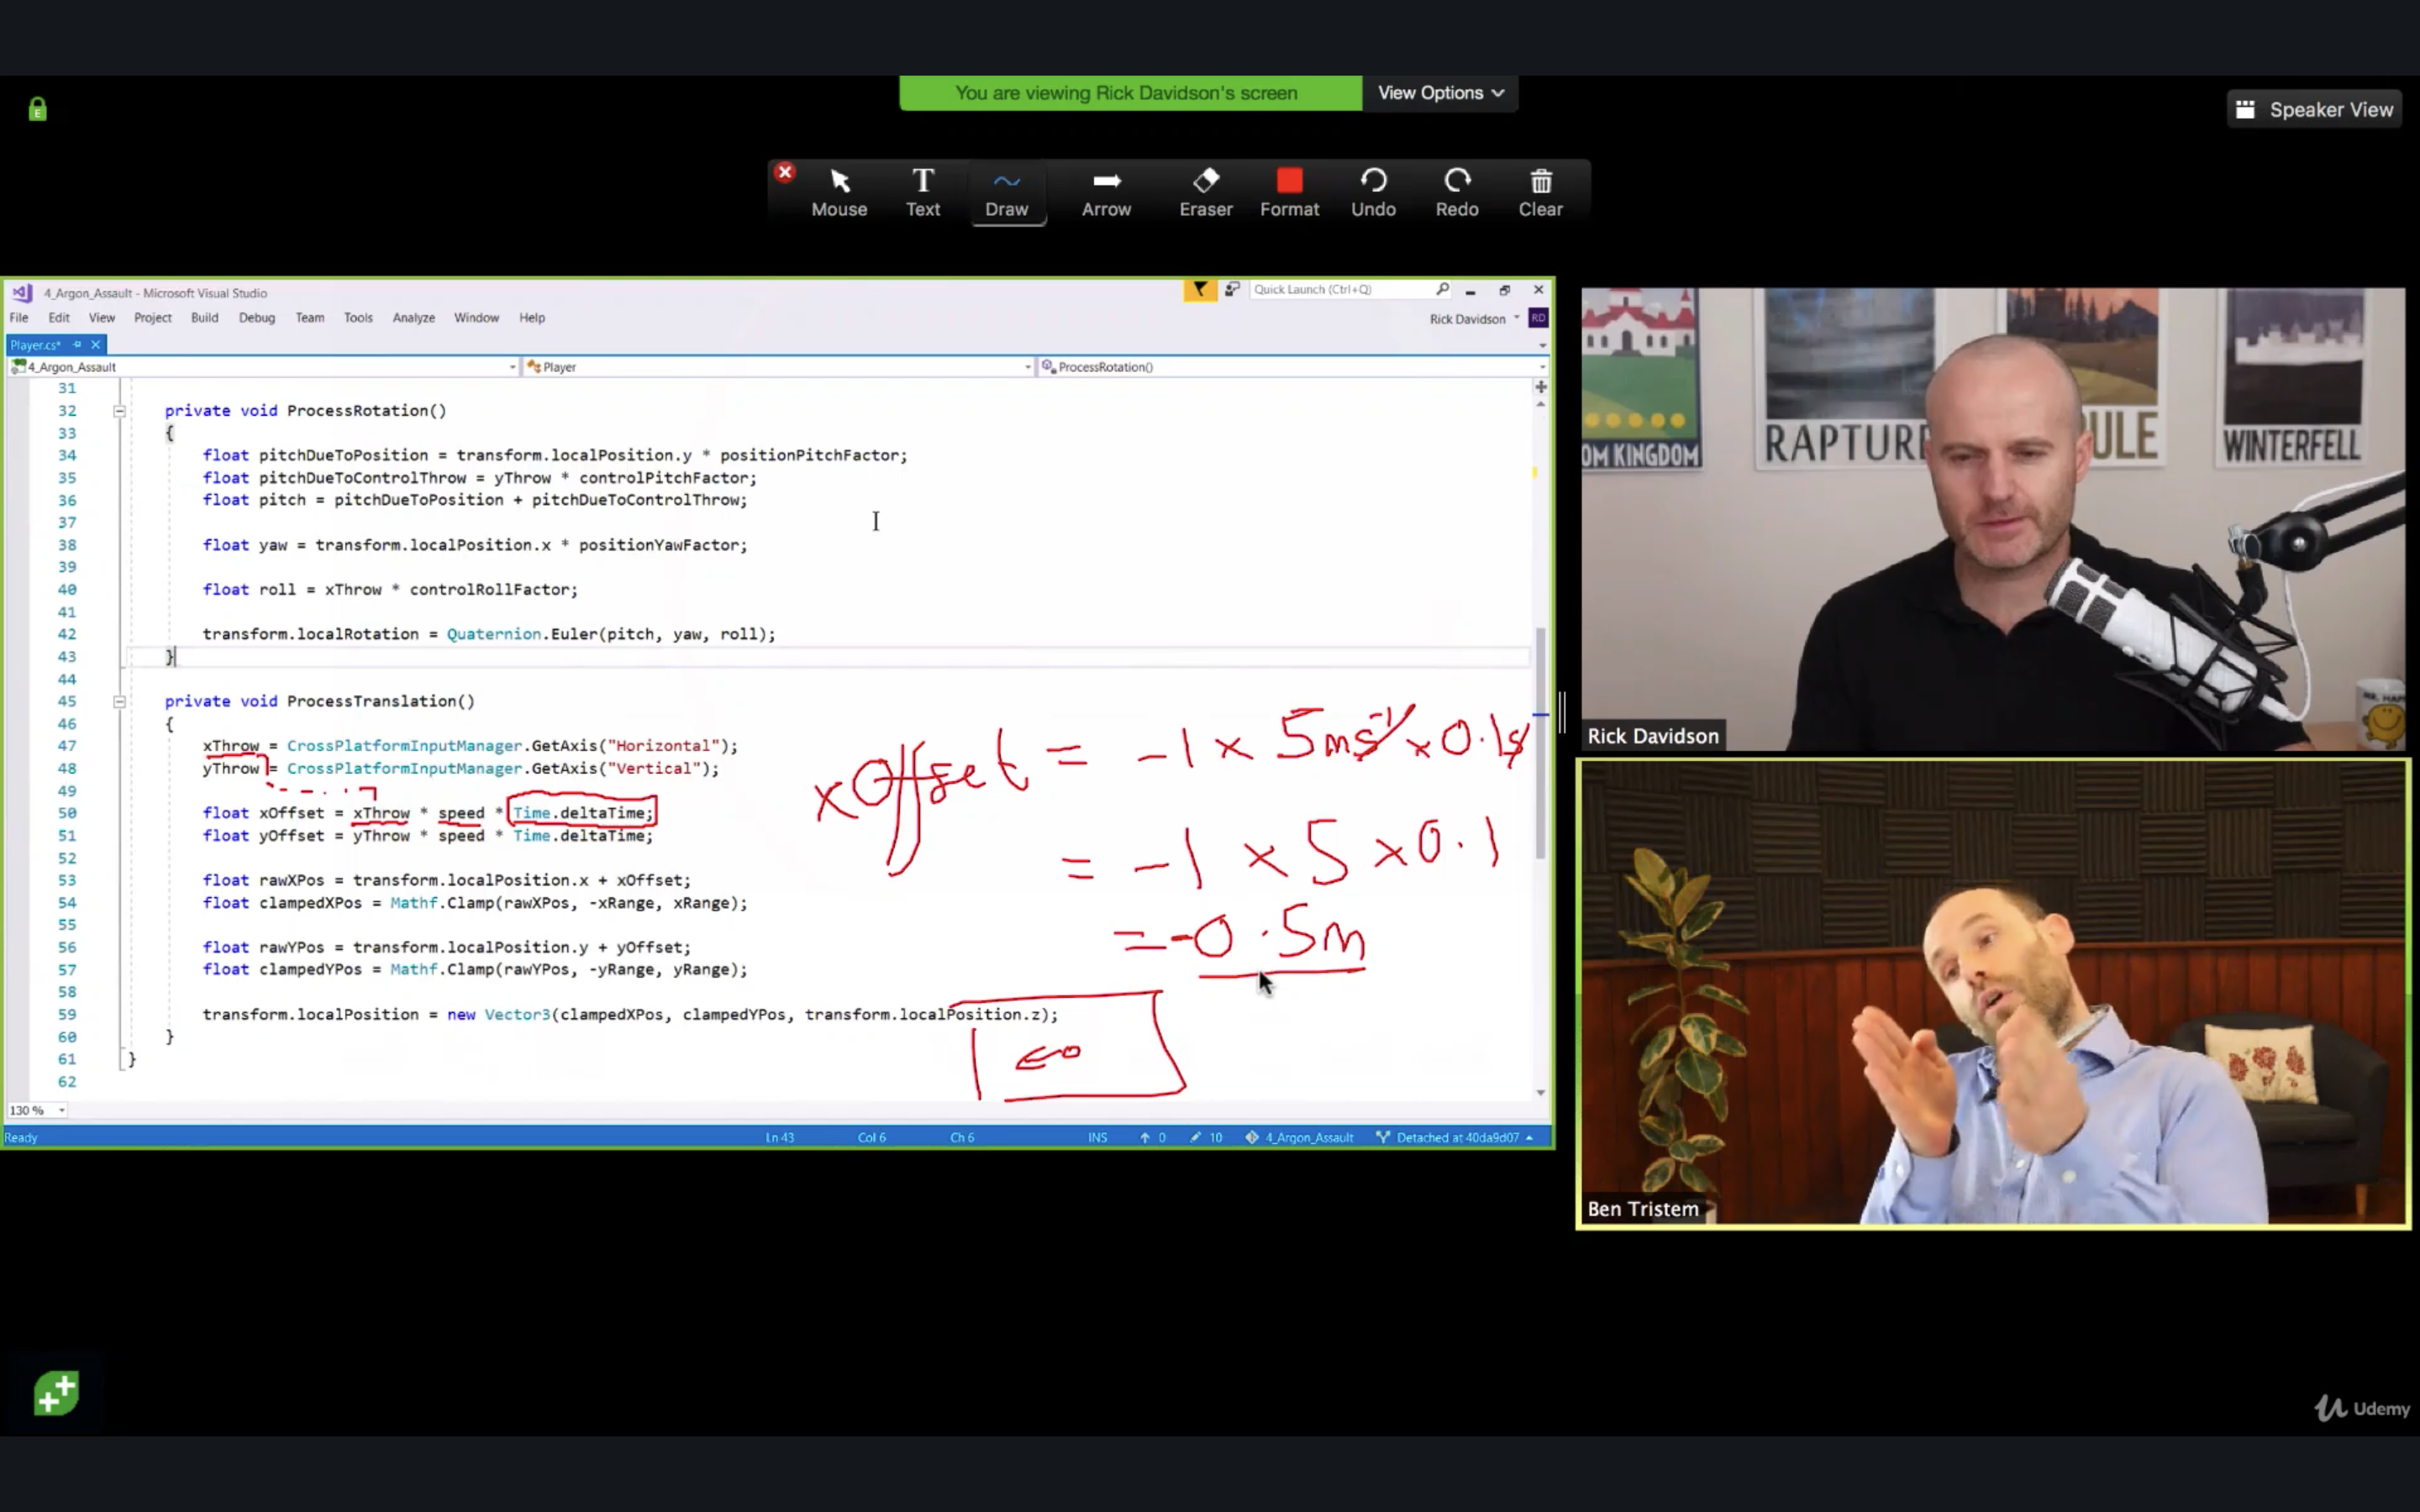 You are viewing Rick Davidson's screen
View Options
Speaker View
Mouse
Text
Draw
Arrow
Eraser
Format
Undo
Redo
Clear
4_Argon_Assault - Microsoft Visual Studio
Quick Launch (Ctrl+Q)
File Edit View Project Build Debug Team Tools Analyze Window Help
Rick Davidson RD
Player.cs*
4_Argon_Assault Player ProcessRotation()
31
32 private void ProcessRotation()
33 {
34 float pitchDueToPosition = transform.localPosition.y * positionPitchFactor;
35 float pitchDueToControlThrow = yThrow * controlPitchFactor;
36 float pitch = pitchDueToPosition + pitchDueToControlThrow;
37
38 float yaw = transform.localPosition.x * positionYawFactor;
39
40 float roll = xThrow * controlRollFactor;
41
42 transform.localRotation = Quaternion.Euler(pitch, yaw, roll);
43 }
44
45 private void ProcessTranslation()
46 {
47 xThrow = CrossPlatformInputManager.GetAxis("Horizontal");
48 yThrow = CrossPlatformInputManager.GetAxis("Vertical");
49
50 float xOffset = xThrow * speed * Time.deltaTime;
51 float yOffset = yThrow * speed * Time.deltaTime;
52
53 float rawXPos = transform.localPosition.x + xOffset;
54 float clampedXPos = Mathf.Clamp(rawXPos, -xRange, xRange);
55
56 float rawYPos = transform.localPosition.y + yOffset;
57 float clampedYPos = Mathf.Clamp(rawYPos, -yRange, yRange);
58
59 transform.localPosition = new Vector3(clampedXPos, clampedYPos, transform.localPosition.z);
60 }
61 }
62
xOffset = -1 x 5ms⁻¹ x 0.1s
= -1 x 5 x 0.1
= -0.5m
130 %
Ready Ln 43 Col 6 Ch 6 INS 0 10 4_Argon_Assault Detached at 40da9d07
OM KINGDOM
RAPTUR
ULE
WINTERFELL
Rick Davidson
Ben Tristem
Udemy